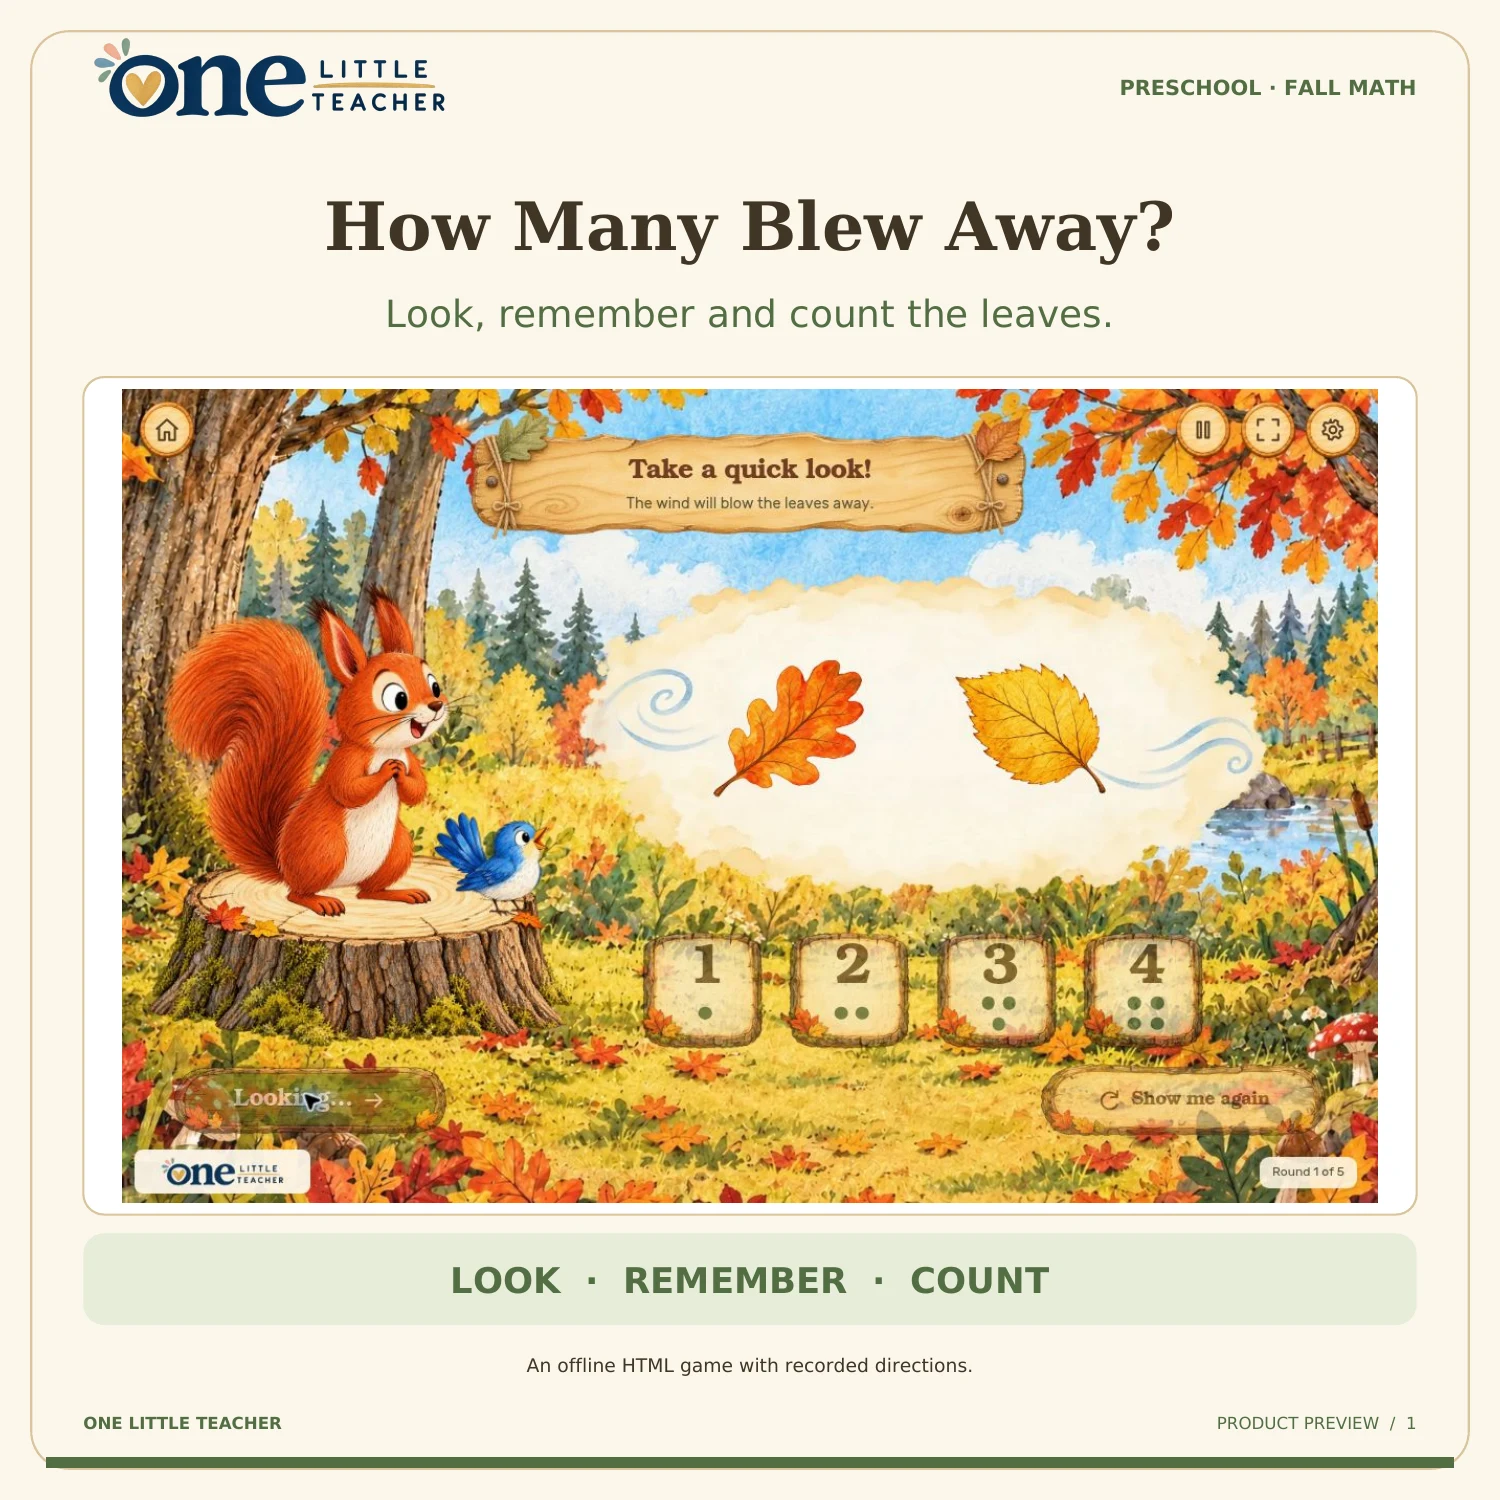 one LITTLE TEACHER
PRESCHOOL · FALL MATH
How Many Blew Away?
Look, remember and count the leaves.
Take a quick look!
The wind will blow the leaves away.
1 2 3 4
Looking... →
Show me again
one LITTLE TEACHER
Round 1 of 5
LOOK · REMEMBER · COUNT
An offline HTML game with recorded directions.
ONE LITTLE TEACHER
PRODUCT PREVIEW / 1